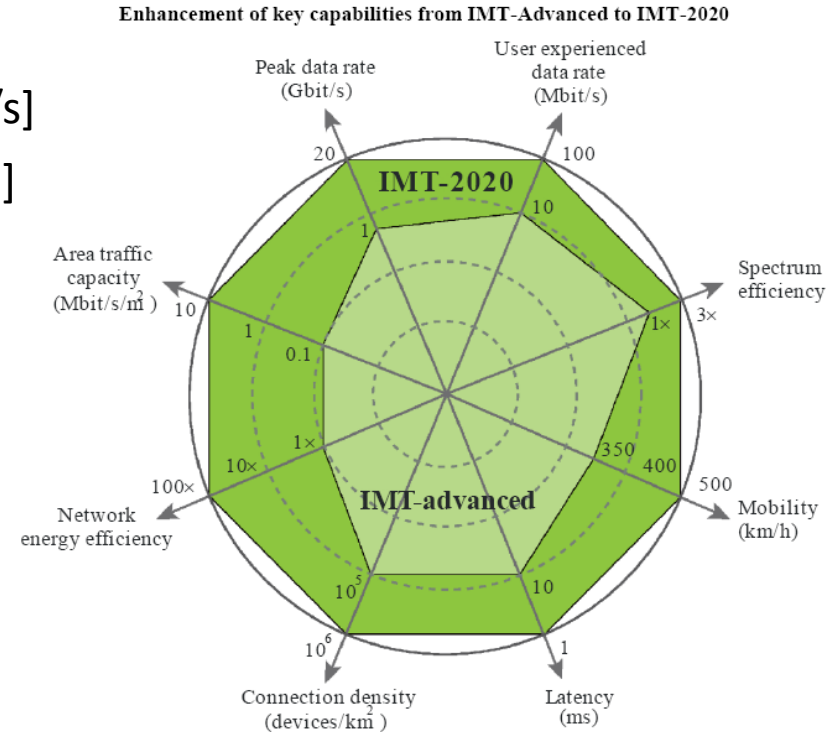 Enhancement of key capabilities from IMT-Advanced to IMT-2020
/s]
]
Peak data rate
(Gbit/s)
User experienced
data rate
(Mbit/s)
20
100
IMT-2020
10
1
Area traffic
capacity
(Mbit/s/m²)
Spectrum
efficiency
10
1
0.1
1×
3×
1×
10×
100×
350
400
500
Network
energy efficiency
Mobility
(km/h)
IMT-advanced
10⁵
10
10⁶
1
Connection density
(devices/km²)
Latency
(ms)